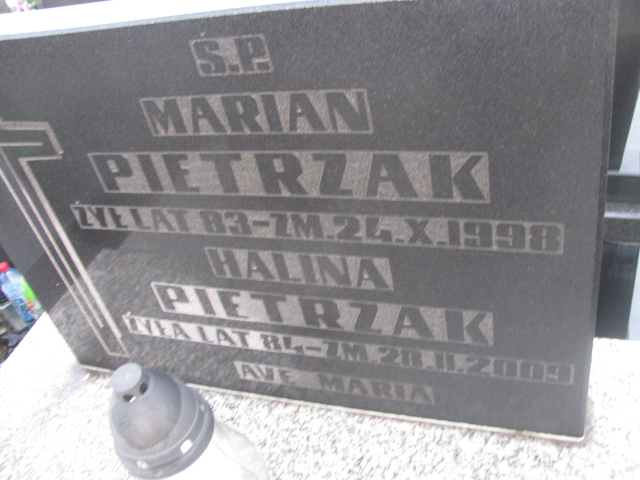 Ś.P.
MARIAN
PIETRZAK
ŻYŁ LAT 83-ZM. 24.X.1998
HALINA
PIETRZAK
ŻYŁA LAT 84-ZM. 28.II.2009
AVE MARIA